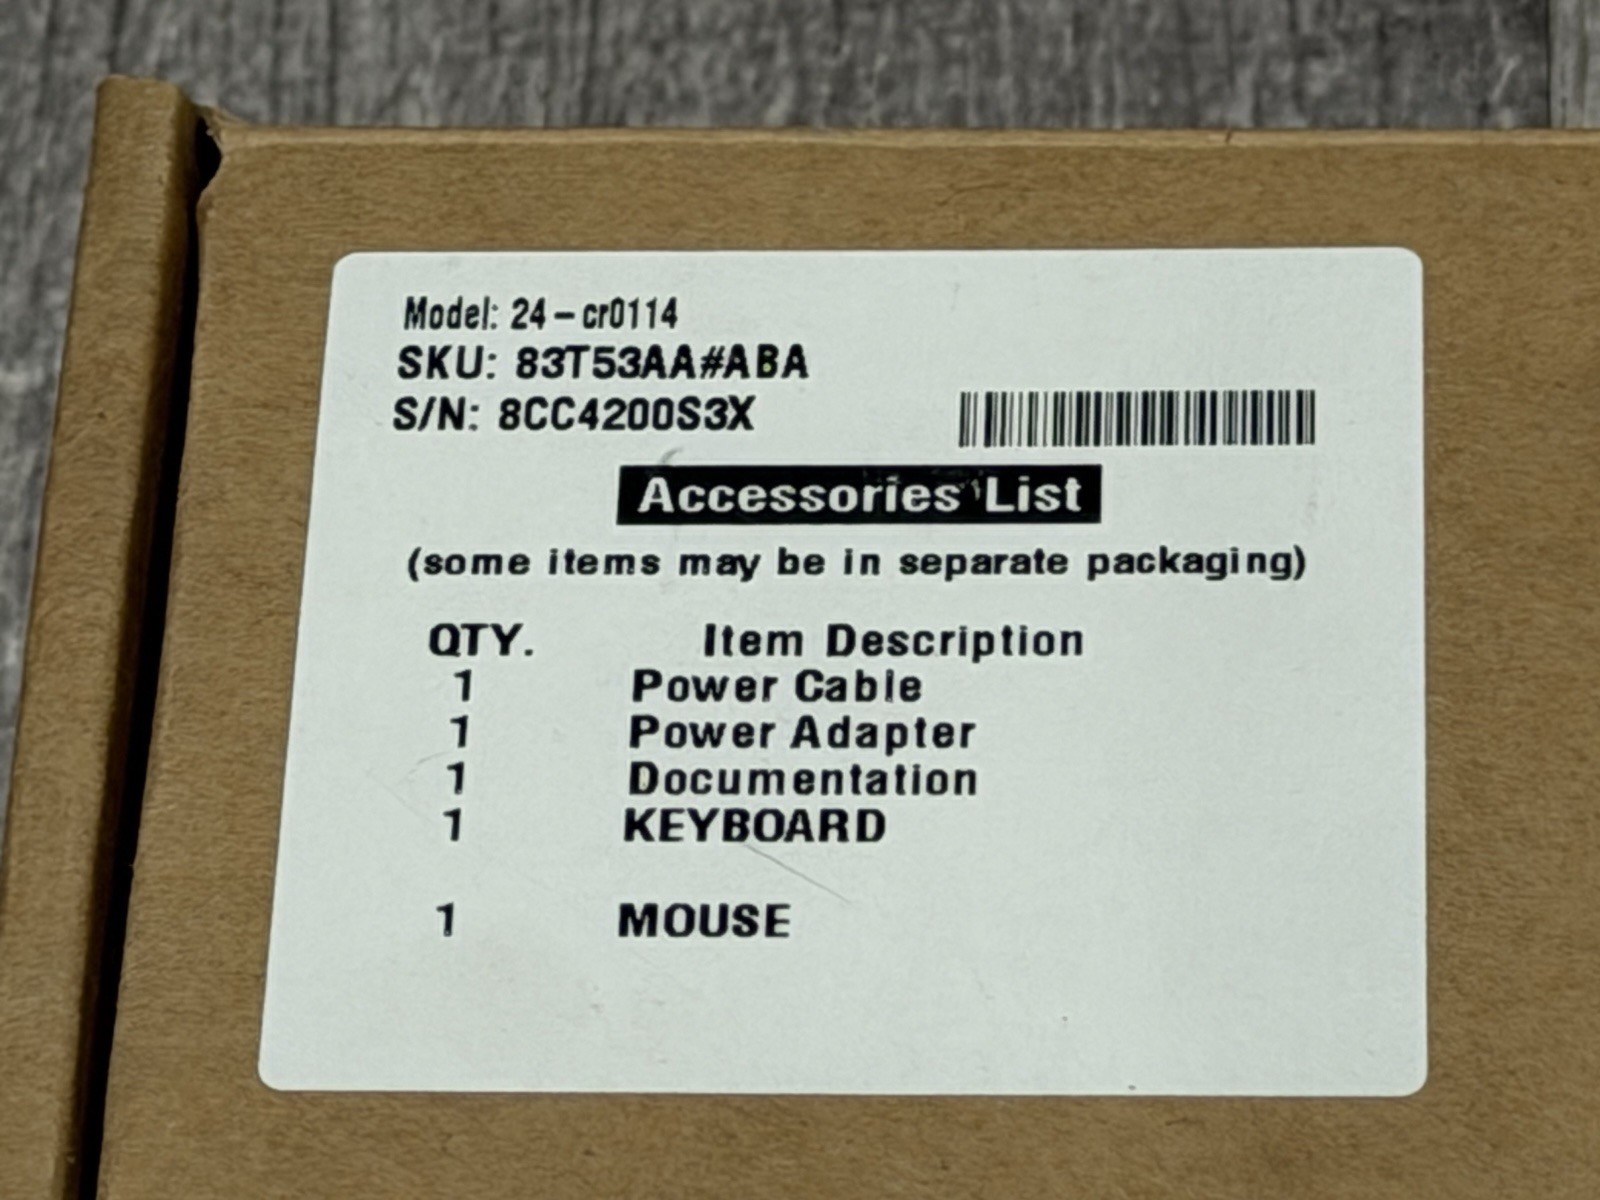 Model: 24-cr0114
SKU: 83T53AA#ABA
S/N: 8CC4200S3X
Accessories List
(some items may be in separate packaging)
QTY. Item Description
1 Power Cable
1 Power Adapter
1 Documentation
1 KEYBOARD
1 MOUSE